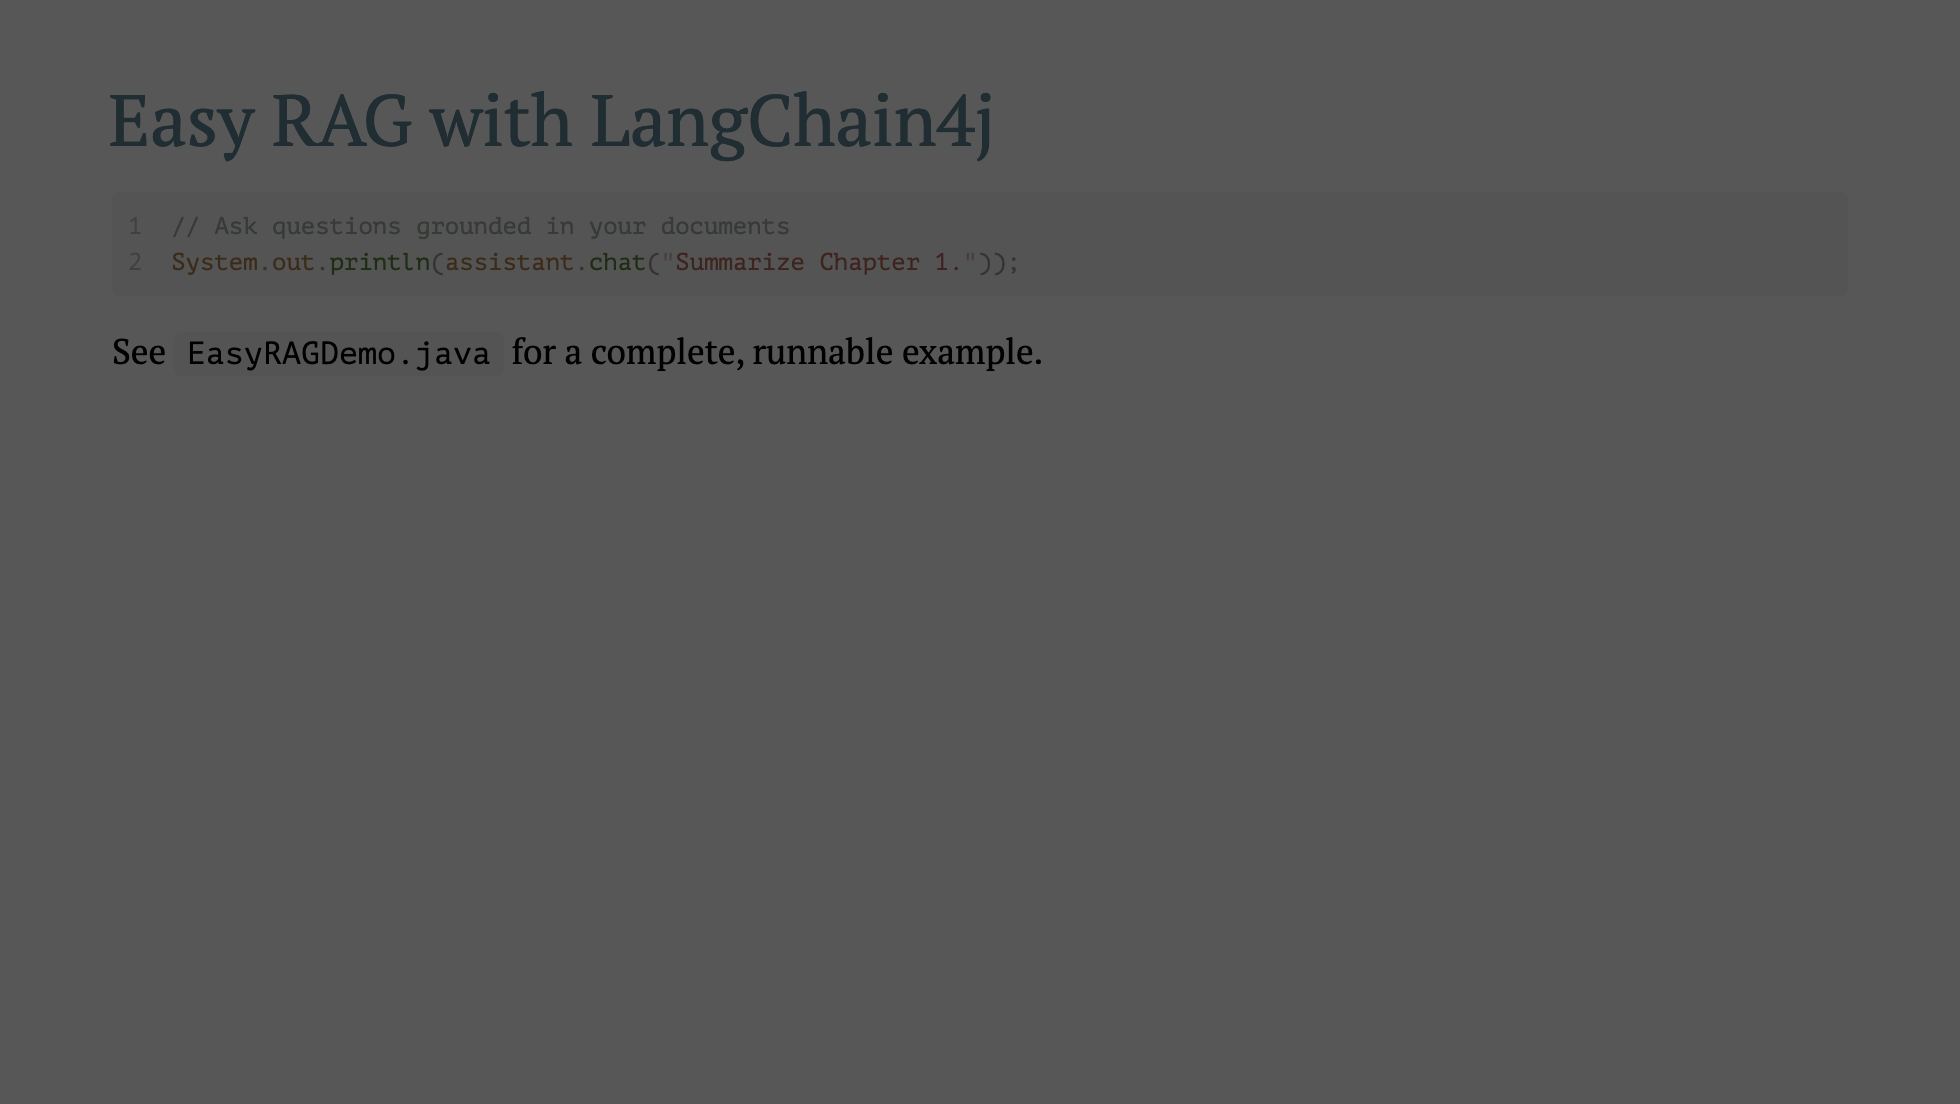 Easy RAG with LangChain4j
1 // Ask questions grounded in your documents
2 System.out.println(assistant.chat("Summarize Chapter 1."));
See EasyRAGDemo.java for a complete, runnable example.